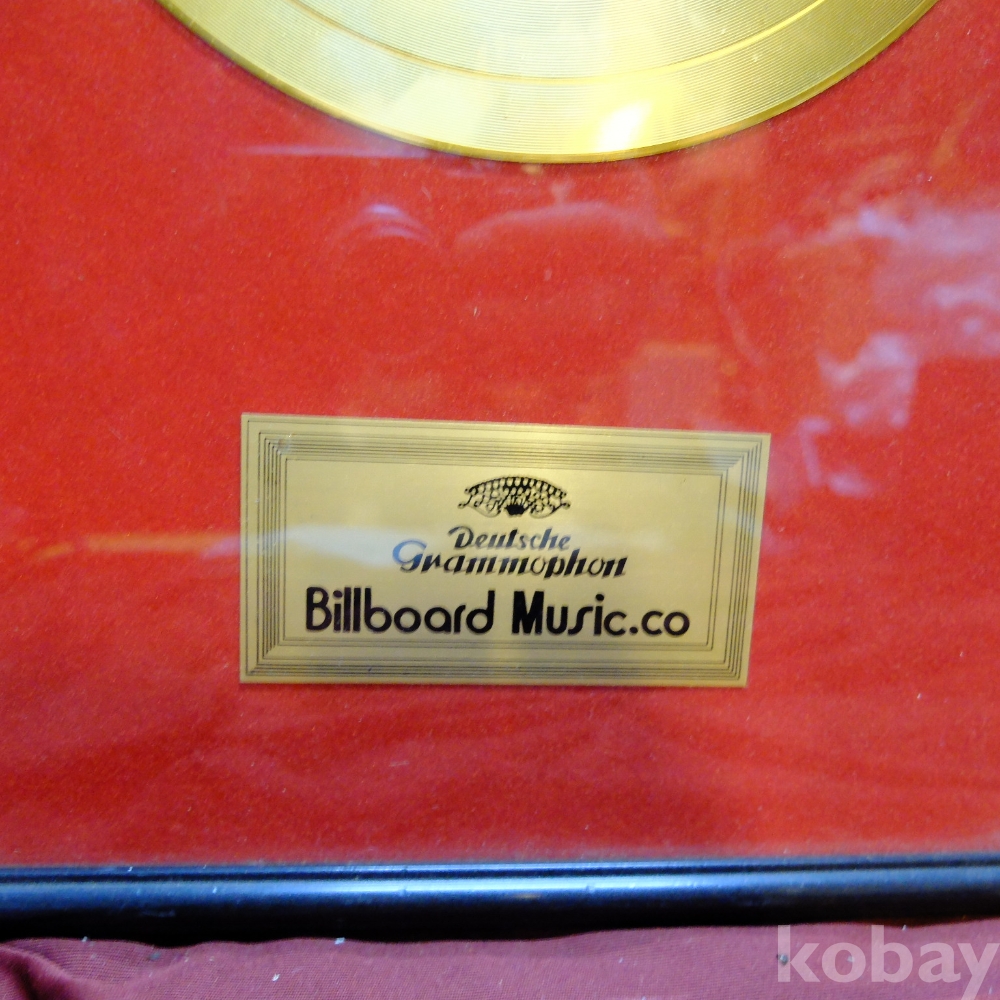 Deutsche
Grammophon
Billboard Music.co
kobay